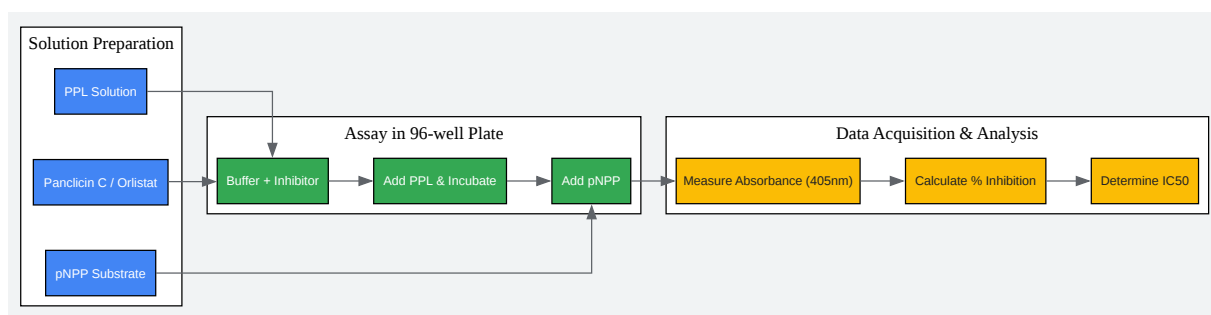 Solution Preparation
PPL Solution
Panclicin C / Orlistat
pNPP Substrate
Assay in 96-well Plate
Buffer + Inhibitor
Add PPL & Incubate
Add pNPP
Data Acquisition & Analysis
Measure Absorbance (405nm)
Calculate % Inhibition
Determine IC50